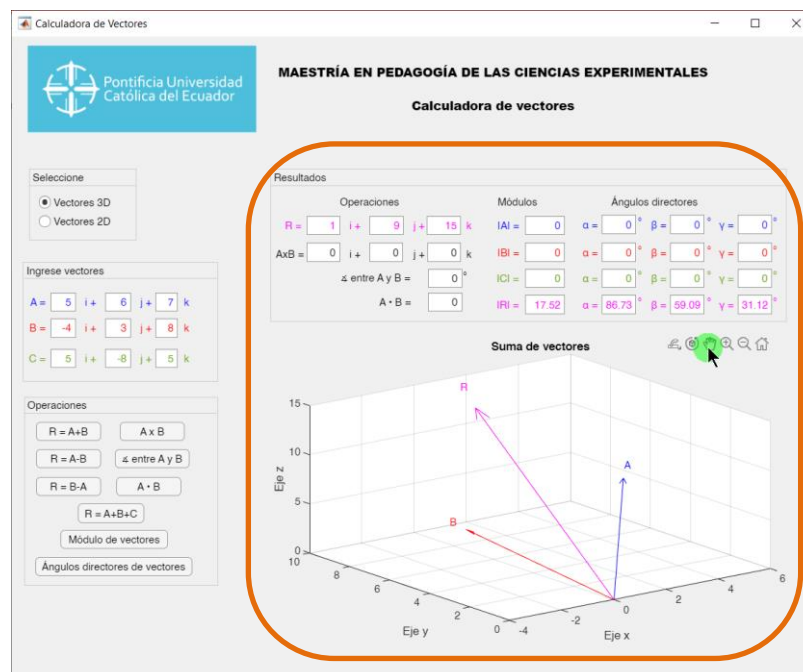 Calculadora de Vectores
Pontificia Universidad
Católica del Ecuador
MAESTRÍA EN PEDAGOGÍA DE LAS CIENCIAS EXPERIMENTALES
Calculadora de vectores
Seleccione
Vectores 3D
Vectores 2D
Ingrese vectores
A = 5 i + 6 j + 7 k
B = -4 i + 3 j + 8 k
C = 5 i + -8 j + 5 k
Operaciones
R = A+B A x B
R = A-B ∡ entre A y B
R = B-A A • B
R = A+B+C
Módulo de vectores
Ángulos directores de vectores
Resultados
Operaciones Módulos Ángulos directores
R = 1 i + 9 j + 15 k IAI = 0 α = 0 ° β = 0 ° γ = 0 °
AxB = 0 i + 0 j + 0 k IBI = 0 α = 0 ° β = 0 ° γ = 0 °
∡ entre A y B = 0 ° ICI = 0 α = 0 ° β = 0 ° γ = 0 °
A • B = 0 IRI = 17.52 α = 86.73 ° β = 59.09 ° γ = 31.12 °
Suma de vectores
R
A
B
Eje z
15
10
5
0
10
8
6
4
2
0
Eje y
-4
-2
0
2
4
6
Eje x